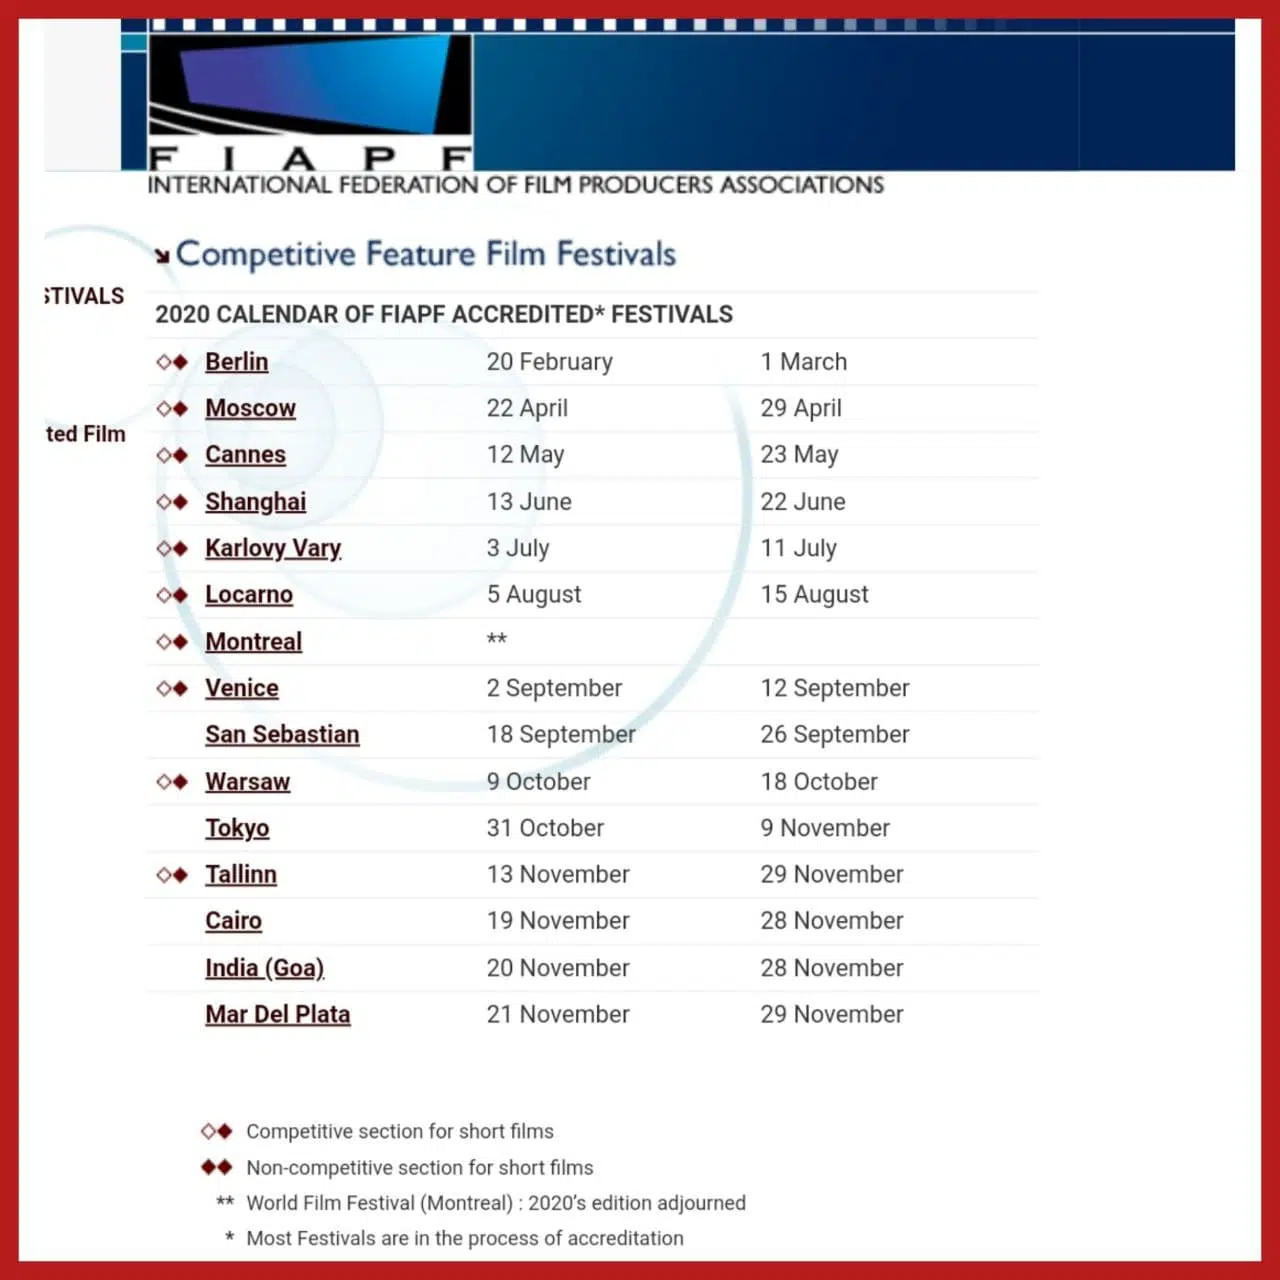 F I A P F
INTERNATIONAL FEDERATION OF FILM PRODUCERS ASSOCIATIONS
Competitive Feature Film Festivals
STIVALS
2020 CALENDAR OF FIAPF ACCREDITED* FESTIVALS
Berlin 20 February 1 March
Moscow 22 April 29 April
ted Film
Cannes 12 May 23 May
Shanghai 13 June 22 June
Karlovy Vary 3 July 11 July
Locarno 5 August 15 August
Montreal **
Venice 2 September 12 September
San Sebastian 18 September 26 September
Warsaw 9 October 18 October
Tokyo 31 October 9 November
Tallinn 13 November 29 November
Cairo 19 November 28 November
India (Goa) 20 November 28 November
Mar Del Plata 21 November 29 November
Competitive section for short films
Non-competitive section for short films
** World Film Festival (Montreal) : 2020's edition adjourned
* Most Festivals are in the process of accreditation